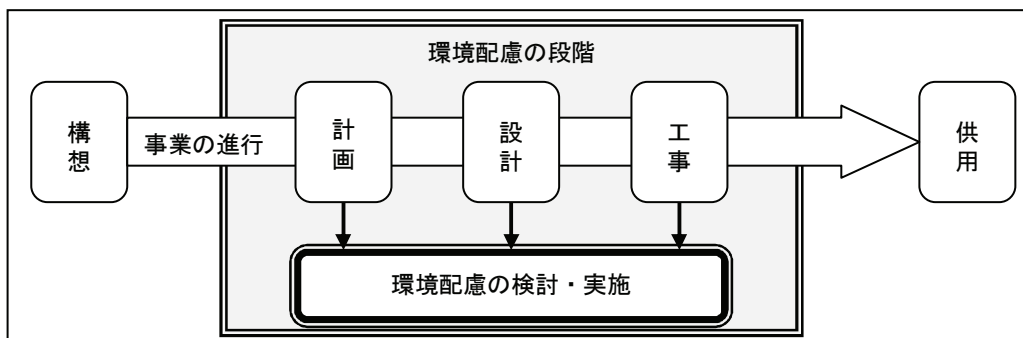 環境配慮の段階
構想
事業の進行
計画
設計
工事
供用
環境配慮の検討・実施